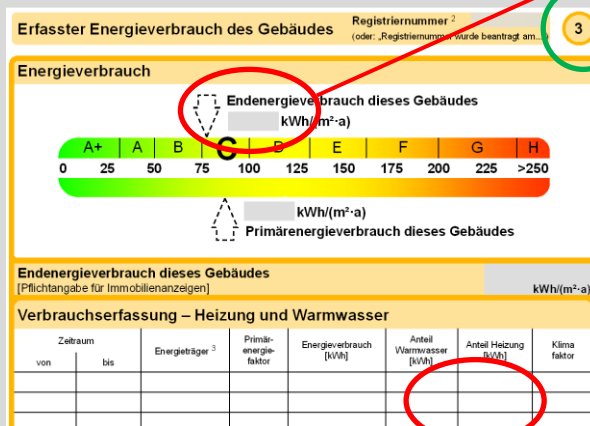 Erfasster Energieverbrauch des Gebäudes
Registriernummer 2
(oder: „Registriernummer wurde beantragt am...")
3
Energieverbrauch
Endenergieverbrauch dieses Gebäudes
kWh/(m²·a)
A+ A B C D E F G H
0 25 50 75 100 125 150 175 200 225 >250
kWh/(m²·a)
Primärenergieverbrauch dieses Gebäudes
Endenergieverbrauch dieses Gebäudes
[Pflichtangabe für Immobilienanzeigen]
kWh/(m²·a)
Verbrauchserfassung – Heizung und Warmwasser
Zeitraum
von bis
Energieträger 3
Primär-
energie-
faktor
Energieverbrauch
[kWh]
Anteil
Warmwasser
[kWh]
Anteil Heizung
[kWh]
Klima
faktor